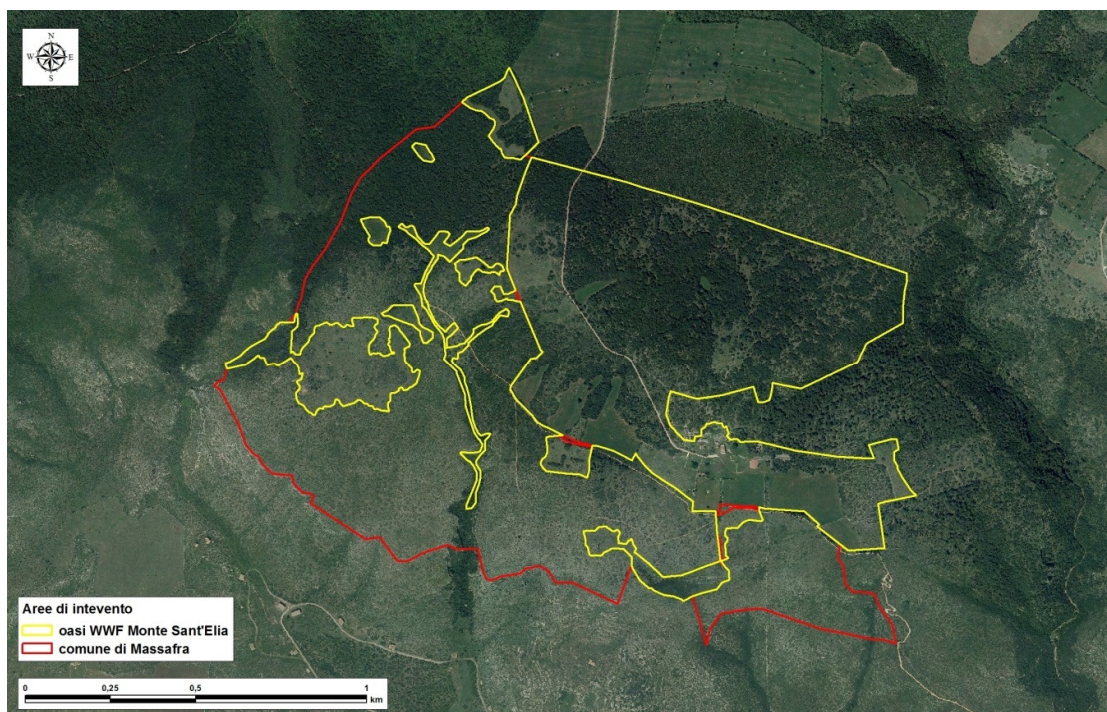 N
W E
S
Aree di intevento
oasi WWF Monte Sant'Elia
comune di Massafra
0 0,25 0,5 1
km